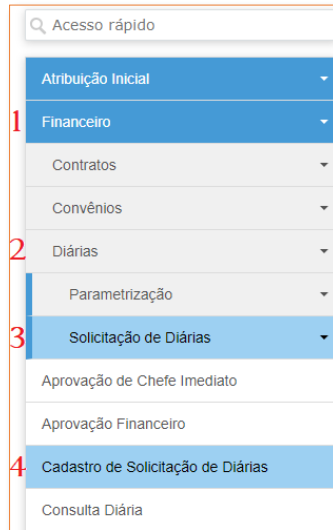 Acesso rápido
Atribuição Inicial
1 Financeiro
Contratos
Convênios
2 Diárias
Parametrização
3 Solicitação de Diárias
Aprovação de Chefe Imediato
Aprovação Financeiro
4 Cadastro de Solicitação de Diárias
Consulta Diária